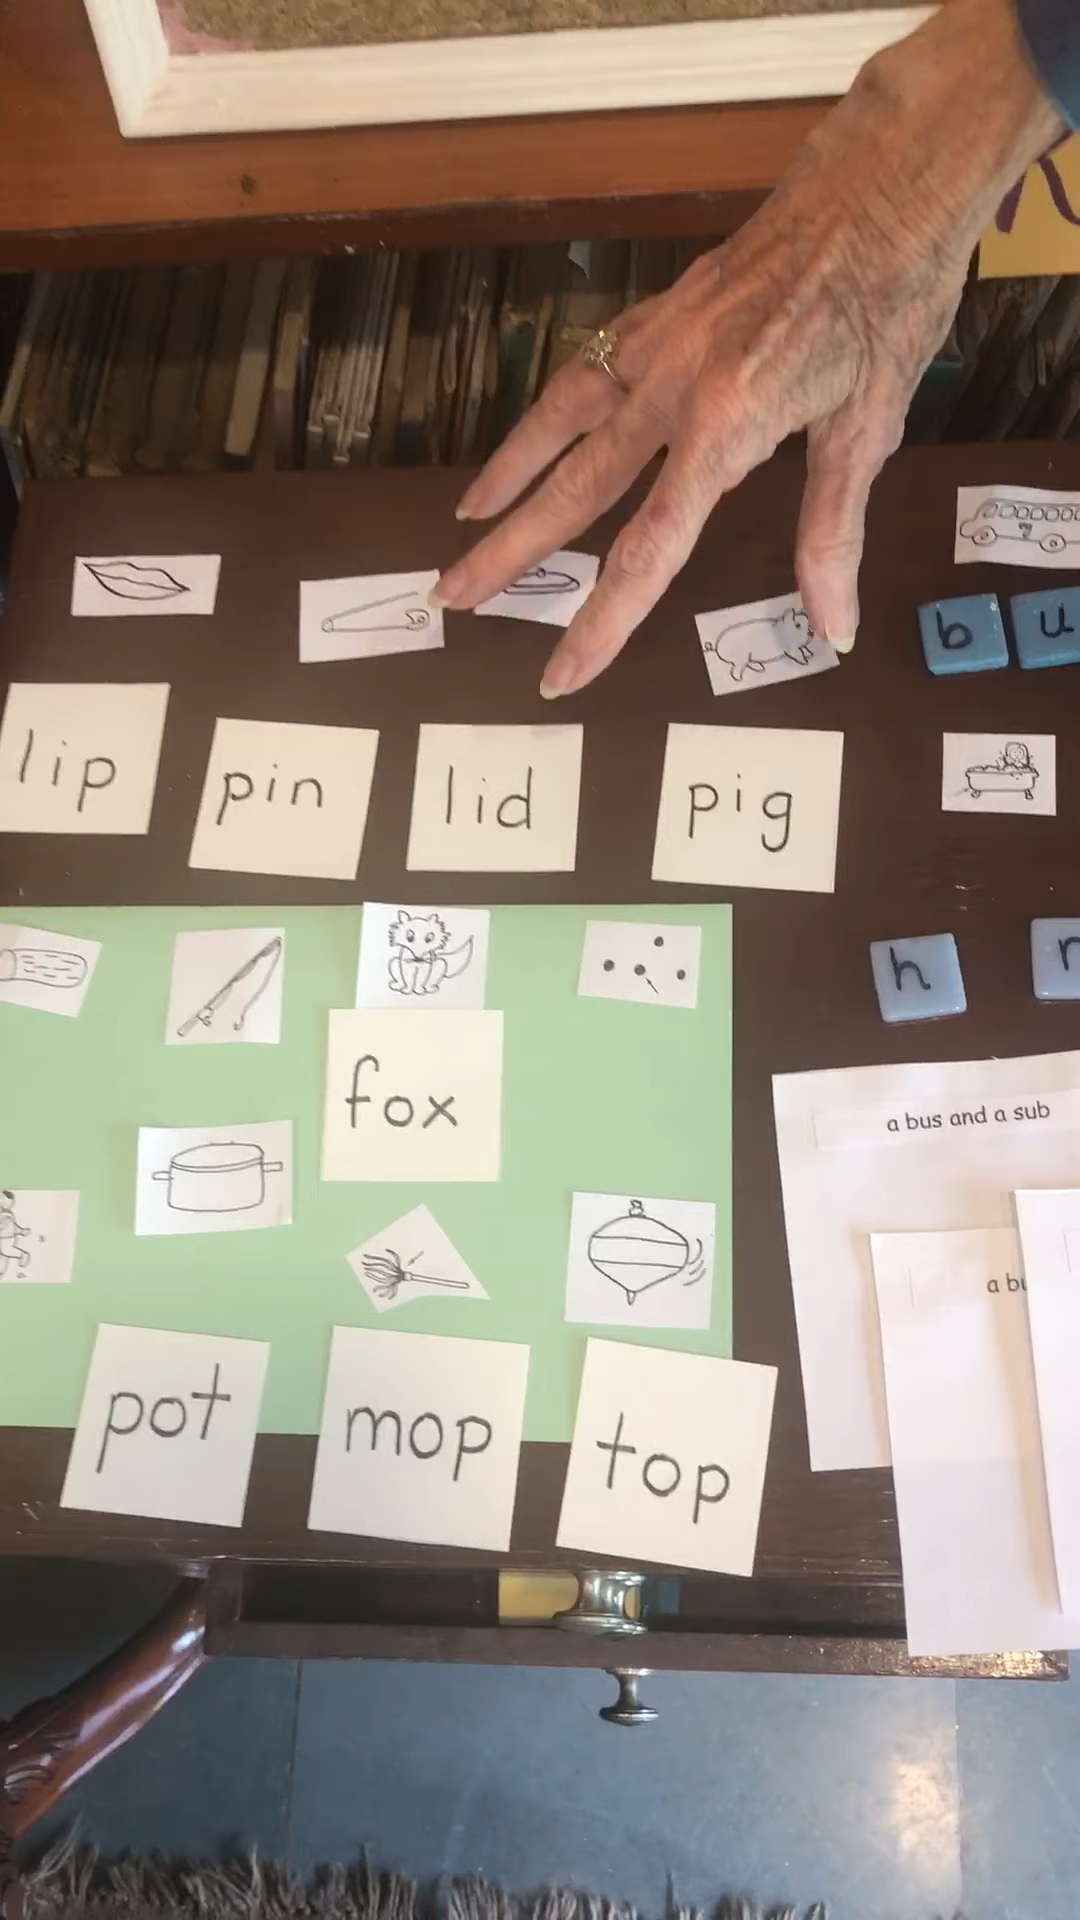 b u
lip pin lid pig
h
fox
a bus and a sub
pot mop top